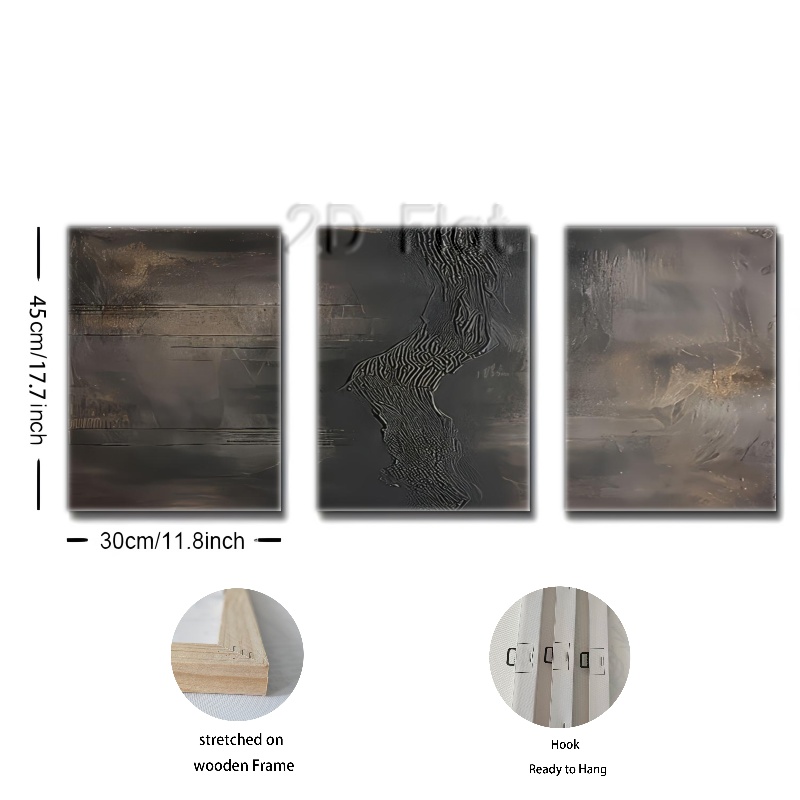 2D Flat
45cm/17.7inch
30cm/11.8inch
stretched on
wooden Frame
Hook
Ready to Hang